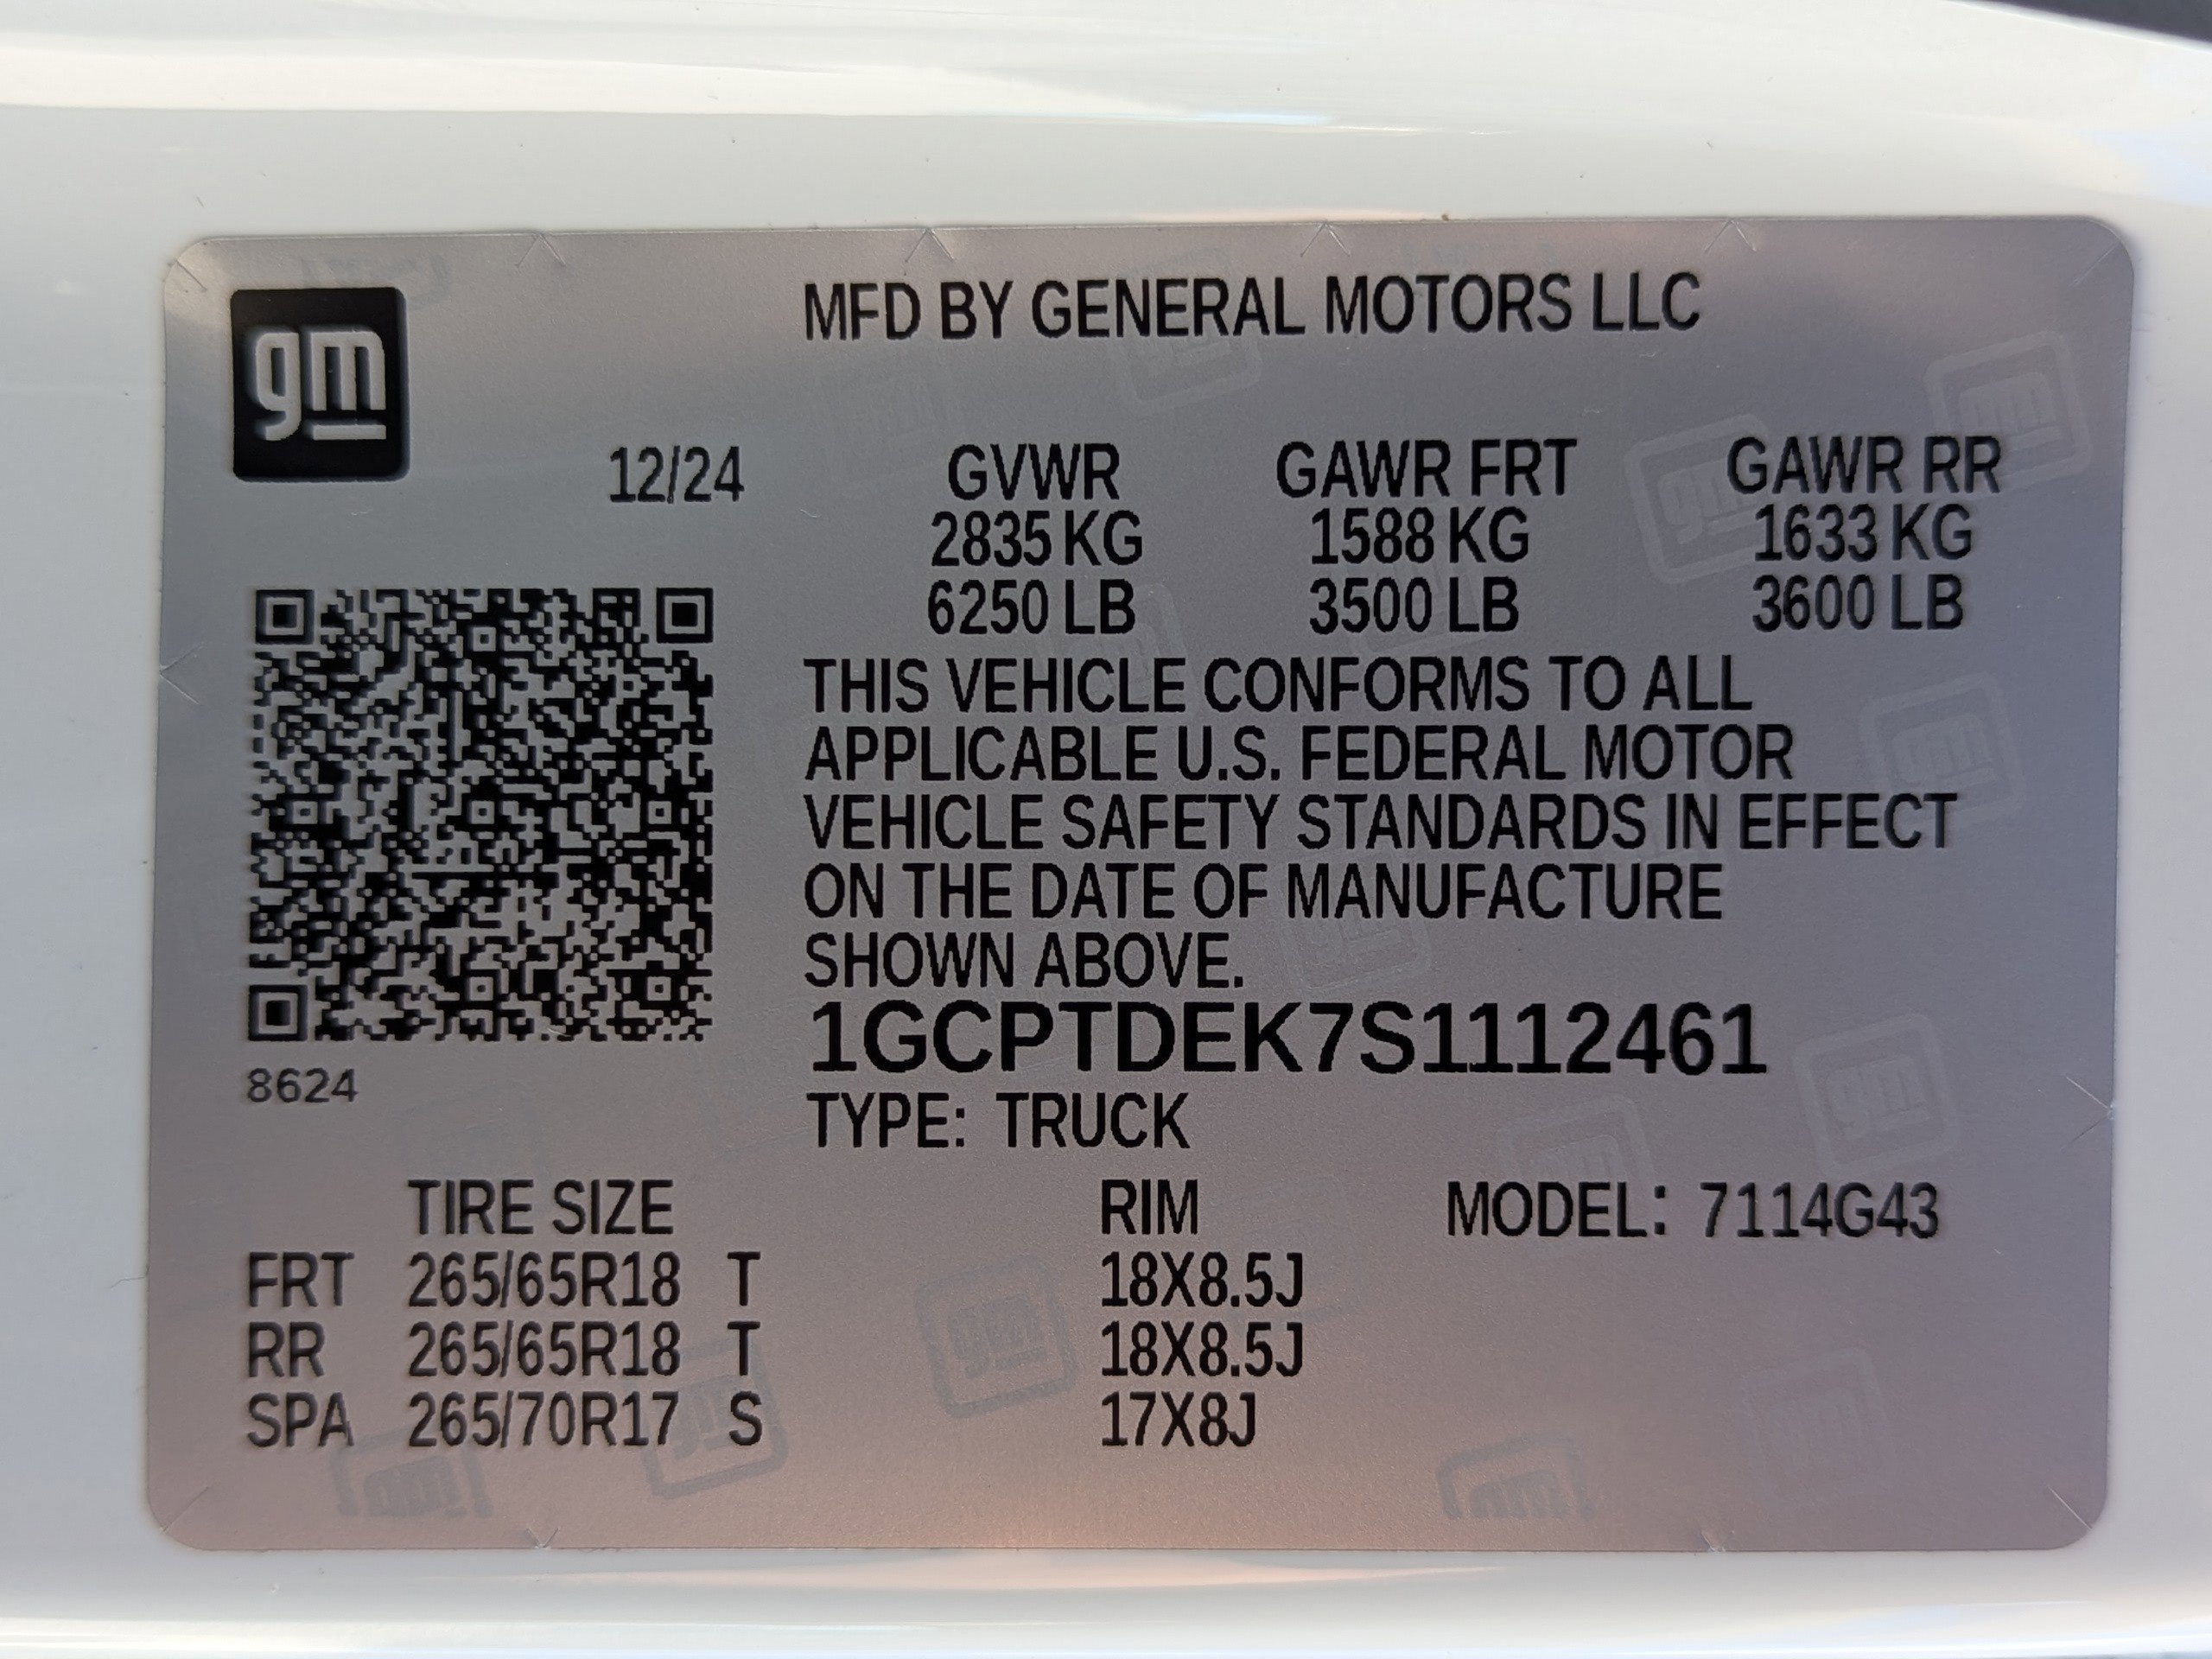 gm
MFD BY GENERAL MOTORS LLC
12/24 GVWR GAWR FRT GAWR RR
2835 KG 1588 KG 1633 KG
6250 LB 3500 LB 3600 LB
THIS VEHICLE CONFORMS TO ALL
APPLICABLE U.S. FEDERAL MOTOR
VEHICLE SAFETY STANDARDS IN EFFECT
ON THE DATE OF MANUFACTURE
SHOWN ABOVE.
1GCPTDEK7S1112461
8624
TYPE: TRUCK
TIRE SIZE RIM MODEL: 7114G43
FRT 265/65R18 T 18X8.5J
RR 265/65R18 T 18X8.5J
SPA 265/70R17 S 17X8J